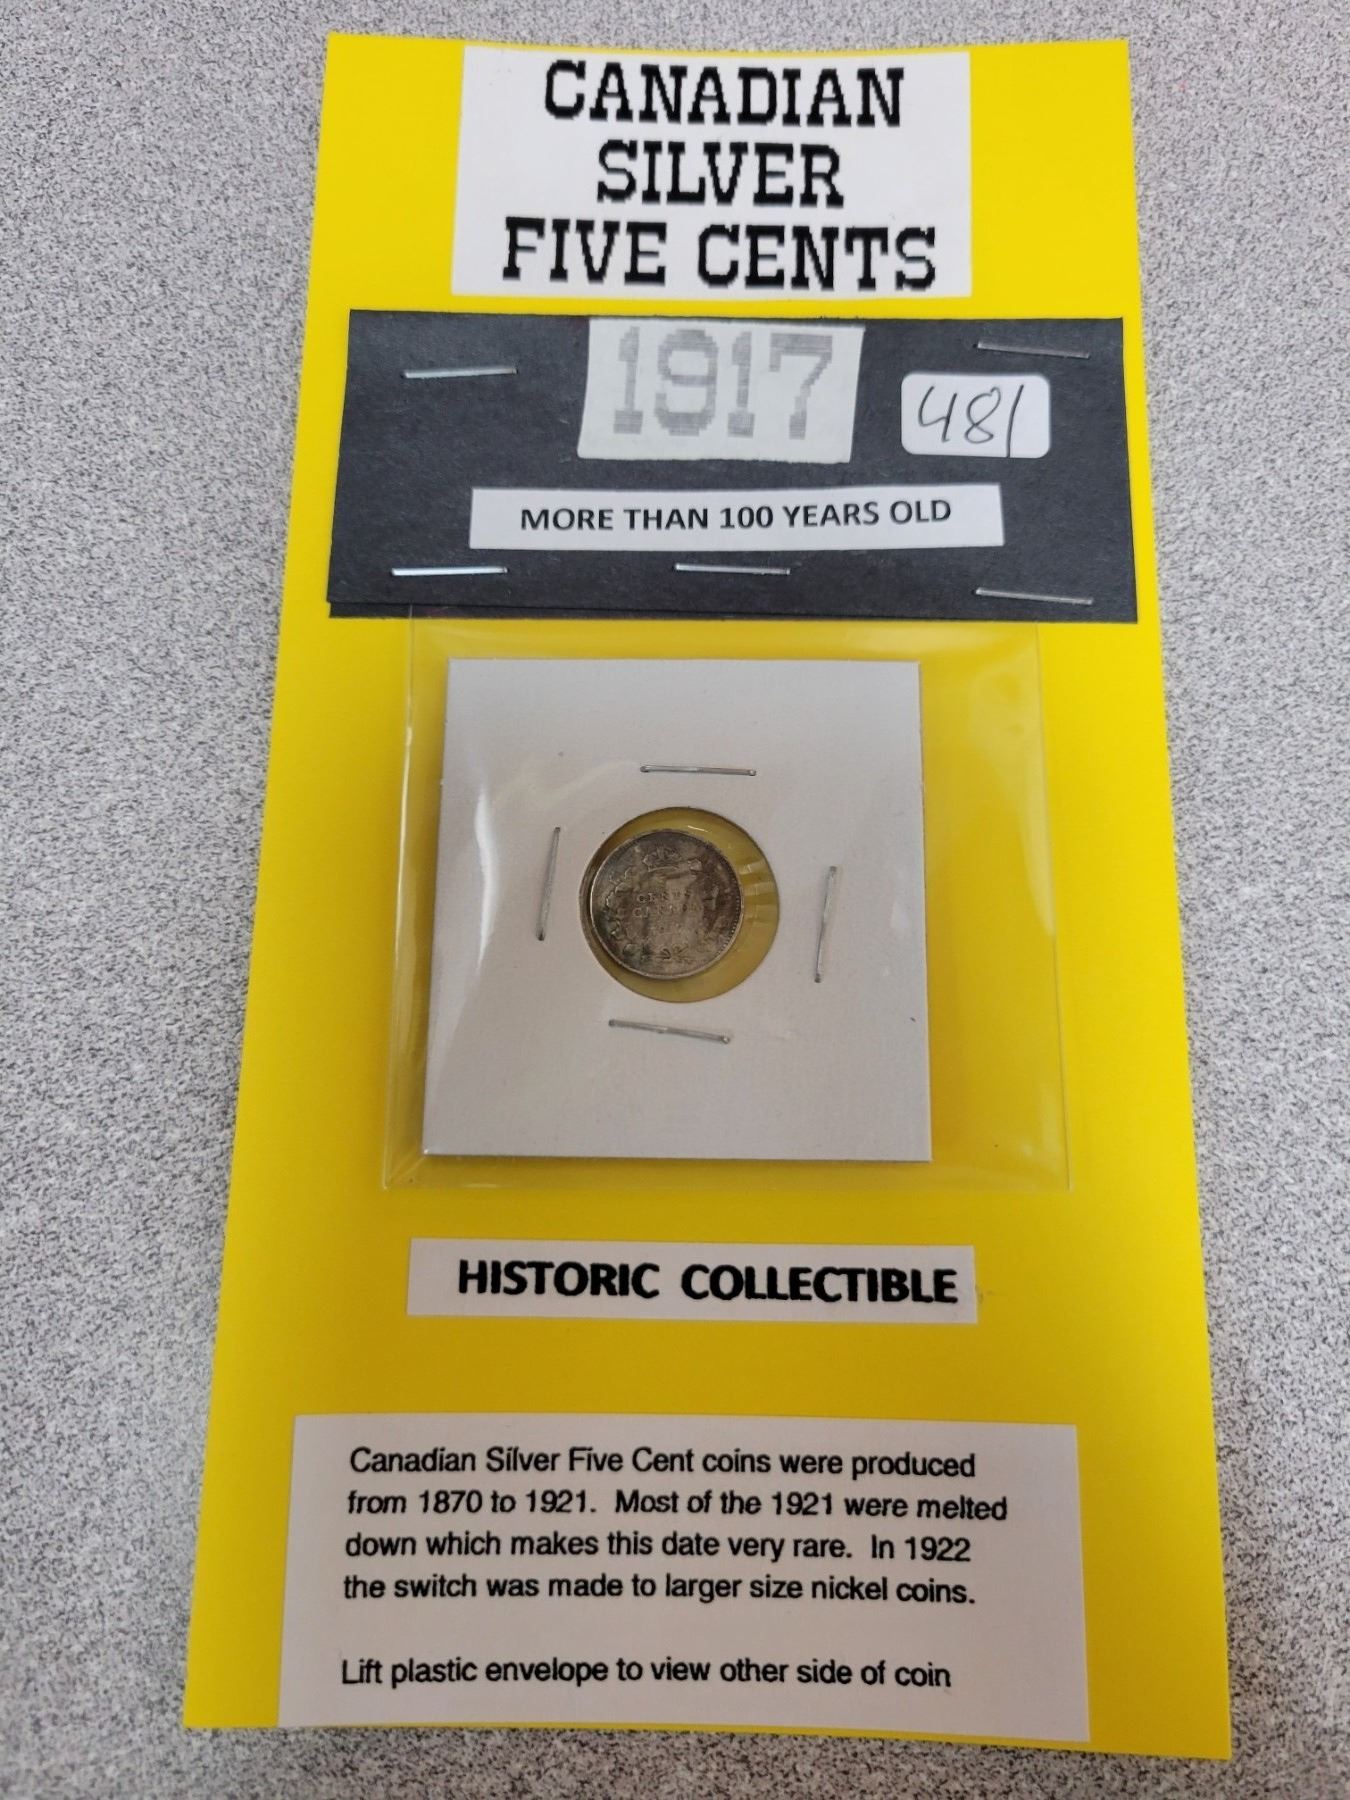 CANADIAN
SILVER
FIVE CENTS
1917
481
MORE THAN 100 YEARS OLD
CENTS
HISTORIC COLLECTIBLE
Canadian Silver Five Cent coins were produced
from 1870 to 1921. Most of the 1921 were melted
down which makes this date very rare. In 1922
the switch was made to larger size nickel coins.
Lift plastic envelope to view other side of coin